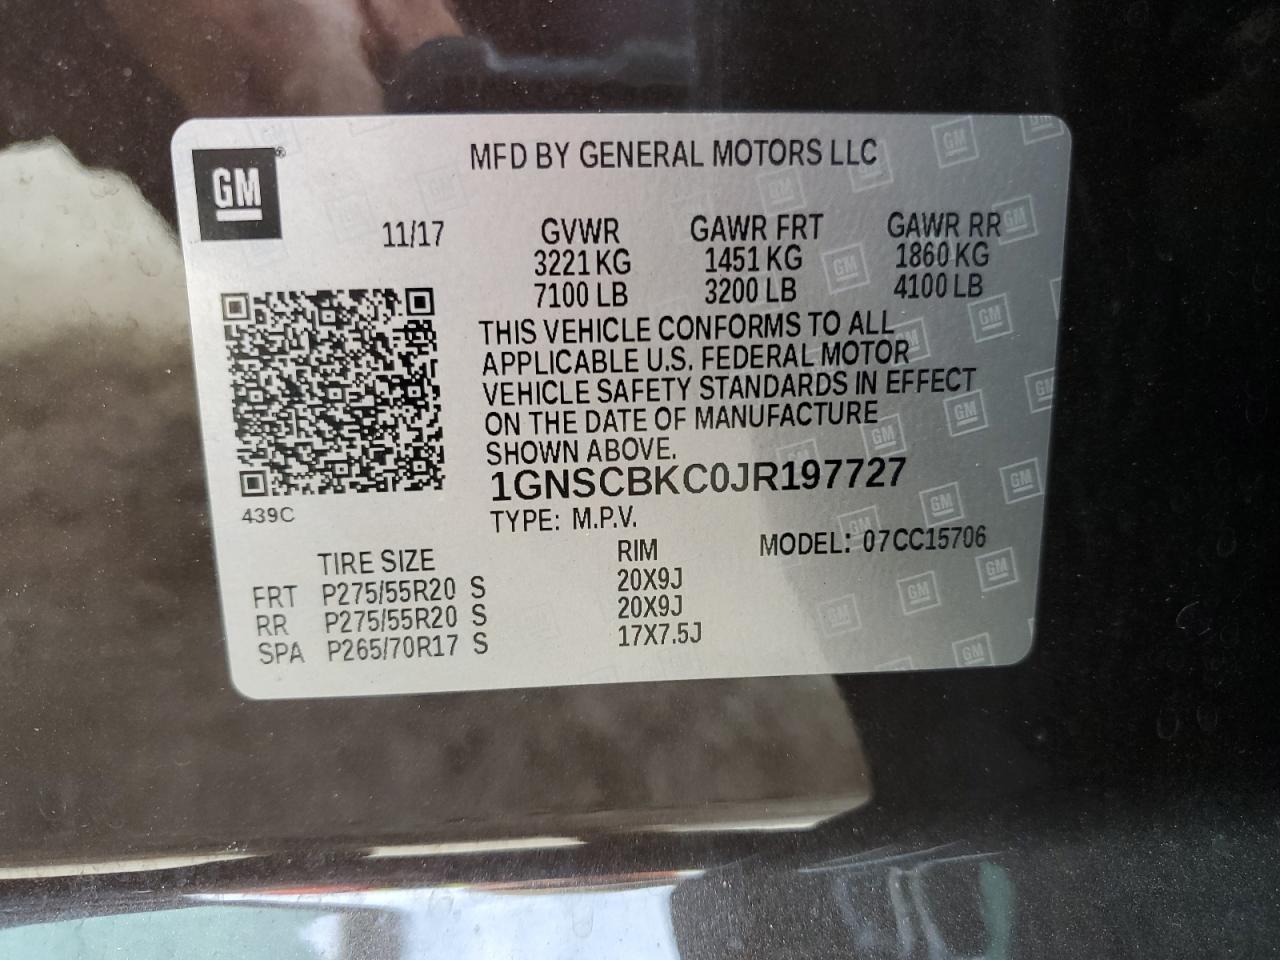 MFD BY GENERAL MOTORS LLC
GM®
11/17 GVWR GAWR FRT GAWR RR
3221 KG 1451 KG 1860 KG
7100 LB 3200 LB 4100 LB
THIS VEHICLE CONFORMS TO ALL
APPLICABLE U.S. FEDERAL MOTOR
VEHICLE SAFETY STANDARDS IN EFFECT
ON THE DATE OF MANUFACTURE
SHOWN ABOVE.
1GNSCBKC0JR197727
439C
TYPE: M.P.V.
MODEL: 07CC15706
TIRE SIZE RIM
FRT P275/55R20 S 20X9J
RR P275/55R20 S 20X9J
SPA P265/70R17 S 17X7.5J